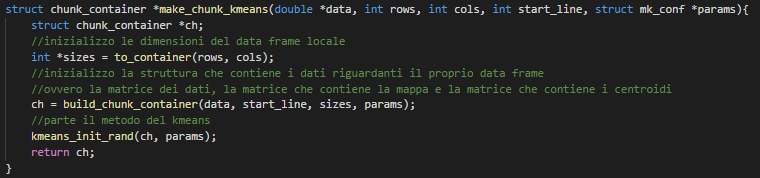 struct chunk_container *make_chunk_kmeans(double *data, int rows, int cols, int start_line, struct mk_conf *params){
    struct chunk_container *ch;
    //inizializzo le dimensioni del data frame locale
    int *sizes = to_container(rows, cols);
    //inizializzo la struttura che contiene i dati riguardanti il proprio data frame
    //ovvero la matrice dei dati, la matrice che contiene la mappa e la matrice che contiene i centroidi
    ch = build_chunk_container(data, start_line, sizes, params);
    //parte il metodo del kmeans
    kmeans_init_rand(ch, params);
    return ch;
}